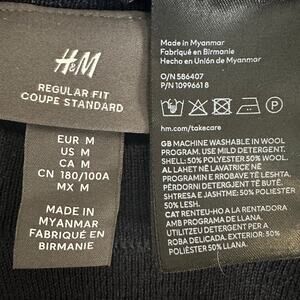 H&M
REGULAR FIT
COUPE STANDARD
EUR M
US M
CA M
CN 180/100A
MX M
MADE IN
MYANMAR
FABRIQUÉ EN
BIRMANIE
Made in Myanmar
Fabriqué en Birmanie
Hecho en Unión de Myanmar
O/N 586407
P/N 10996618
hm.com/takecare
GB MACHINE WASHABLE IN WOOL
PROGRAM. USE MILD DETERGENT.
SHELL: 50% POLYESTER 50% WOOL.
AL LAHET NË LAVATRICE NË
PROGRAMIN E RROBAVE TË LESHTA.
PËRDORNI DETERGJENT TË BUTË.
SHTRESA E JASHTME: 50% POLIESTER
50% LESH.
CAT RENTEU-HO A LA RENTADORA
AMB PROGRAMA DE LLANA.
UTILITZEU DETERGENT PER A
ROBA DELICADA. EXTERIOR: 50%
POLIÈSTER 50% LLANA.